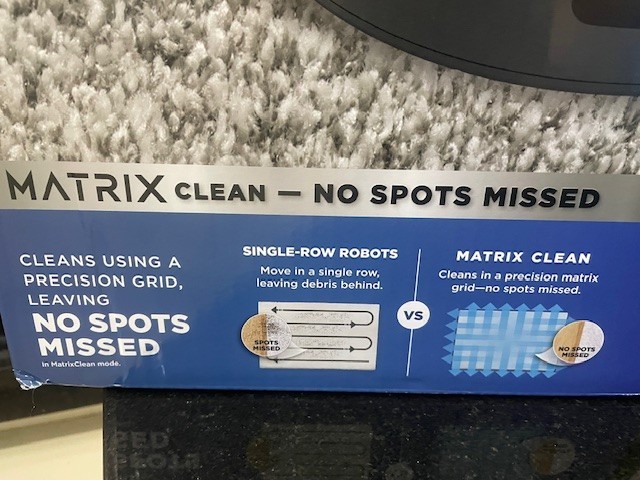 MATRIX CLEAN — NO SPOTS MISSED
CLEANS USING A
PRECISION GRID,
LEAVING
NO SPOTS
MISSED
In MatrixClean mode.
SINGLE-ROW ROBOTS
Move in a single row,
leaving debris behind.
SPOTS
MISSED
VS
MATRIX CLEAN
Cleans in a precision matrix
grid—no spots missed.
NO SPOTS
MISSED